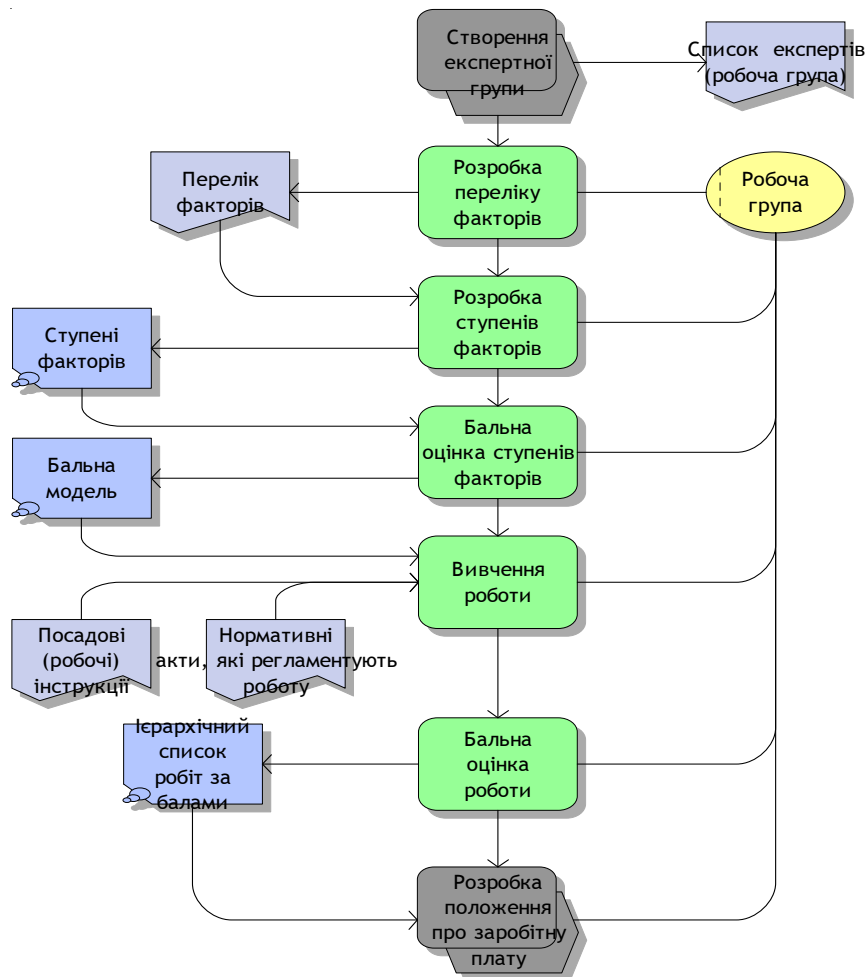 Створення
експертної
групи
Список експертів
(робоча група)
Перелік
факторів
Розробка
переліку
факторів
Робоча
група
Розробка
ступенів
факторів
Ступені
факторів
Бальна
оцінка ступенів
факторів
Бальна
модель
Вивчення
роботи
Посадові
(робочі)
інструкції
Нормативні
акти, які регламентують
роботу
Ієрархічний
список
робіт за
балами
Бальна
оцінка
роботи
Розробка
положення
про заробітну
плату